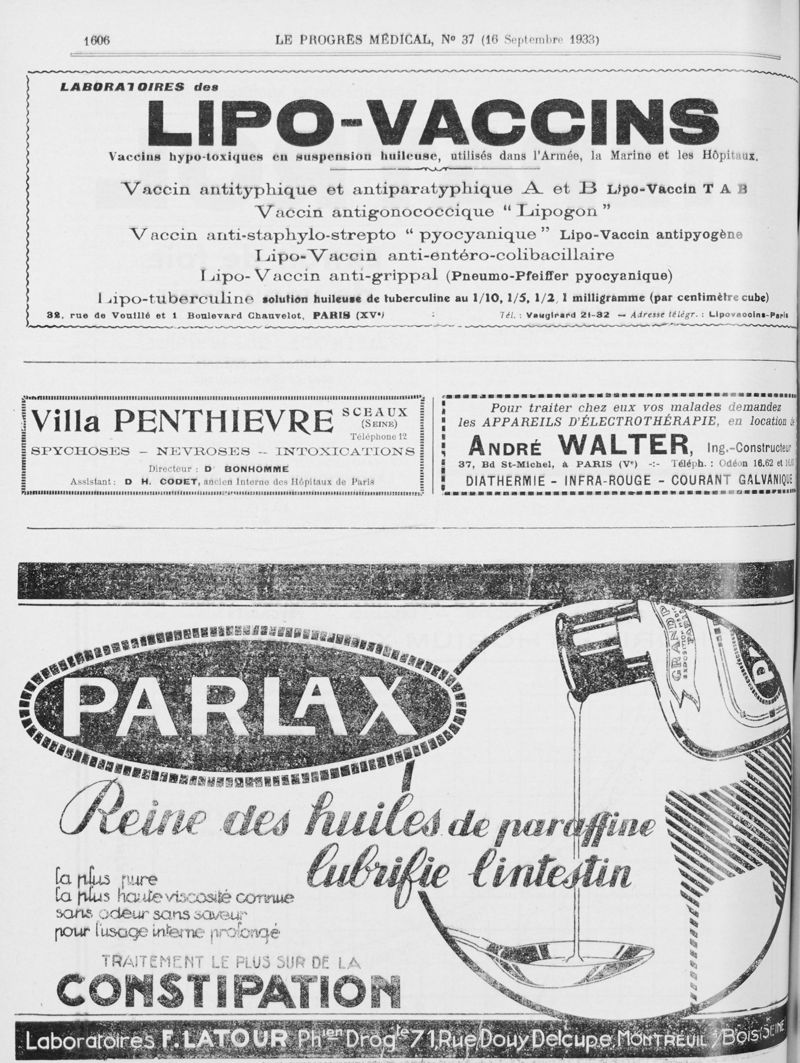 1606
LE PROGRÈS MÉDICAL, No 37 (16 Septembre 1933)
LABORATOIRES des
LIPO-VACCINS
Vaccins hypo-toxiques en suspension huileuse, utilisés dans l'Armée, la Marine et les Hôpitaux.
Vaccin antityphique et antiparatyphique A et B Lipo-Vaccin T A B
Vaccin antigonococcique “ Lipogon ”
Vaccin anti-staphylo-strepto “ pyocyanique ” Lipo-Vaccin antipyogène
Lipo-Vaccin anti-entéro-colibacillaire
Lipo-Vaccin anti-grippal (Pneumo-Pfeiffer pyocyanique)
Lipo-tuberculine solution huileuse de tuberculine au 1/10, 1/5, 1/2, 1 milligramme (par centimètre cube)
32, rue de Vouillé et 1 Boulevard Chauvelot, PARIS (XVe) : Tél. : Vaugirard 21-32 — Adresse télégr. : Lipovaccins-Paris
Villa PENTHIEVRE SCEAUX
(SEINE)
Téléphone 12
SPYCHOSES - NEVROSES - INTOXICATIONS
Directeur : Dr BONHOMME
Assistant : D H. CODET, ancien Interne des Hôpitaux de Paris
Pour traiter chez eux vos malades demandez
les APPAREILS D'ÉLECTROTHÉRAPIE, en location de
ANDRÉ WALTER, Ing.-Constructeur
37, Bd St-Michel, à PARIS (Ve) -:- Téléph. : Odéon 16.62 et
DIATHERMIE - INFRA-ROUGE - COURANT GALVANIQUE
GRAND P
PARLAX
Reine des huiles de paraffine
lubrifie l'intestin
la plus pure
la plus haute viscosité connue
sans odeur sans saveur
pour l'usage interne prolongé
TRAITEMENT LE PLUS SUR DE LA
CONSTIPATION
Laboratoires F. LATOUR Phien Drogte 71, Rue Douy Delcupe, MONTREUIL s/Bois (SEINE